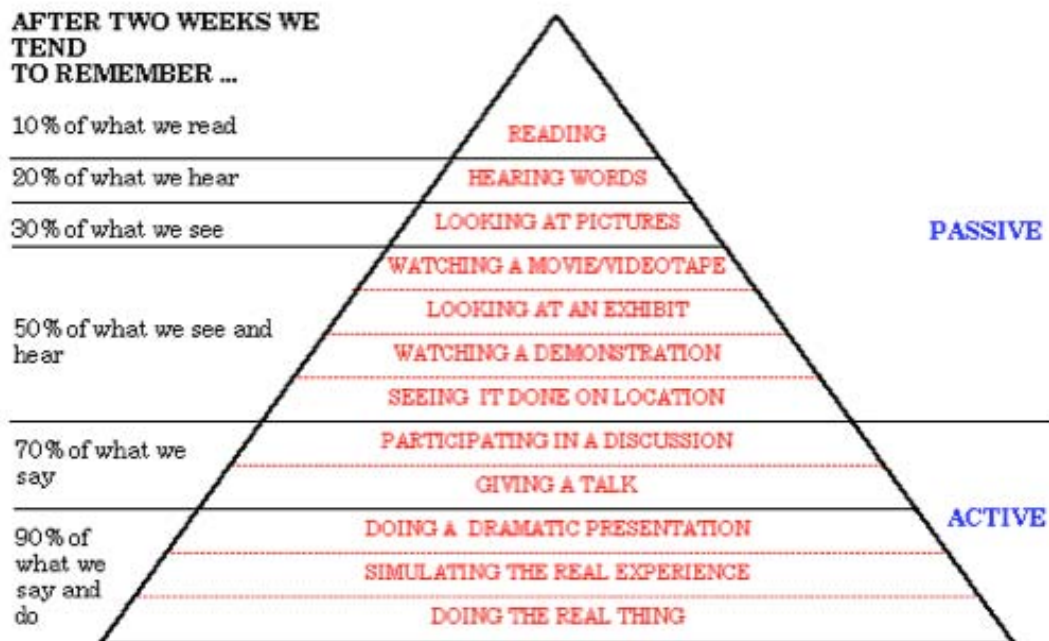 AFTER TWO WEEKS WE
TEND
TO REMEMBER ...
10% of what we read
READING
20% of what we hear
HEARING WORDS
30% of what we see
LOOKING AT PICTURES
PASSIVE
WATCHING A MOVIE/VIDEOTAPE
LOOKING AT AN EXHIBIT
50% of what we see and
hear
WATCHING A DEMONSTRATION
SEEING IT DONE ON LOCATION
70% of what we
say
PARTICIPATING IN A DISCUSSION
GIVING A TALK
ACTIVE
90% of
what we
say and
do
DOING A DRAMATIC PRESENTATION
SIMULATING THE REAL EXPERIENCE
DOING THE REAL THING